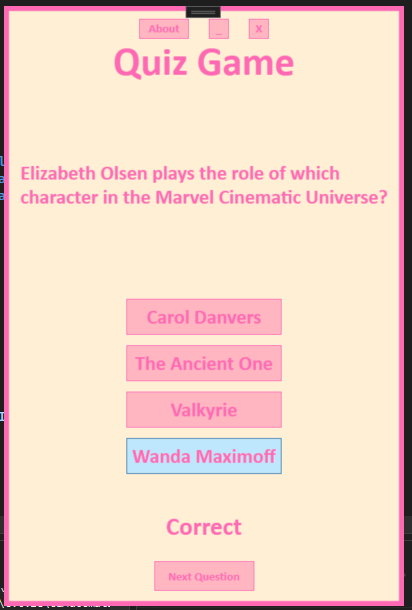 About
_
X
Quiz Game
Elizabeth Olsen plays the role of which
character in the Marvel Cinematic Universe?
Carol Danvers
The Ancient One
Valkyrie
Wanda Maximoff
Correct
Next Question